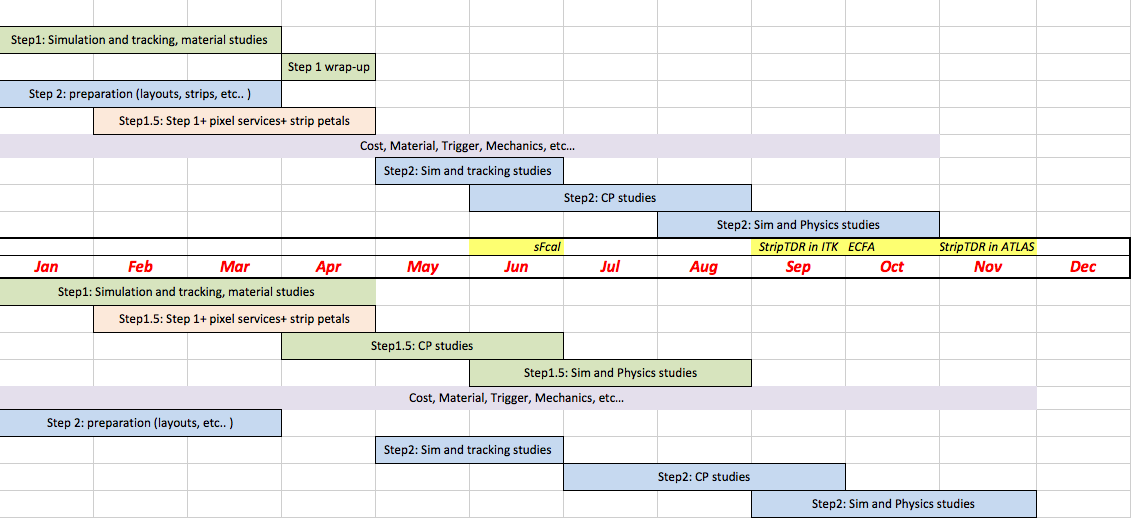 Step1: Simulation and tracking, material studies
Step 1 wrap-up
Step 2: preparation (layouts, strips, etc.. )
Step1.5: Step 1+ pixel services+ strip petals
Cost, Material, Trigger, Mechanics, etc...
Step2: Sim and tracking studies
Step2: CP studies
Step2: Sim and Physics studies
sFcal StripTDR in ITK ECFA StripTDR in ATLAS
Jan Feb Mar Apr May Jun Jul Aug Sep Oct Nov Dec
Step1: Simulation and tracking, material studies
Step1.5: Step 1+ pixel services+ strip petals
Step1.5: CP studies
Step1.5: Sim and Physics studies
Cost, Material, Trigger, Mechanics, etc...
Step 2: preparation (layouts, etc.. )
Step2: Sim and tracking studies
Step2: CP studies
Step2: Sim and Physics studies